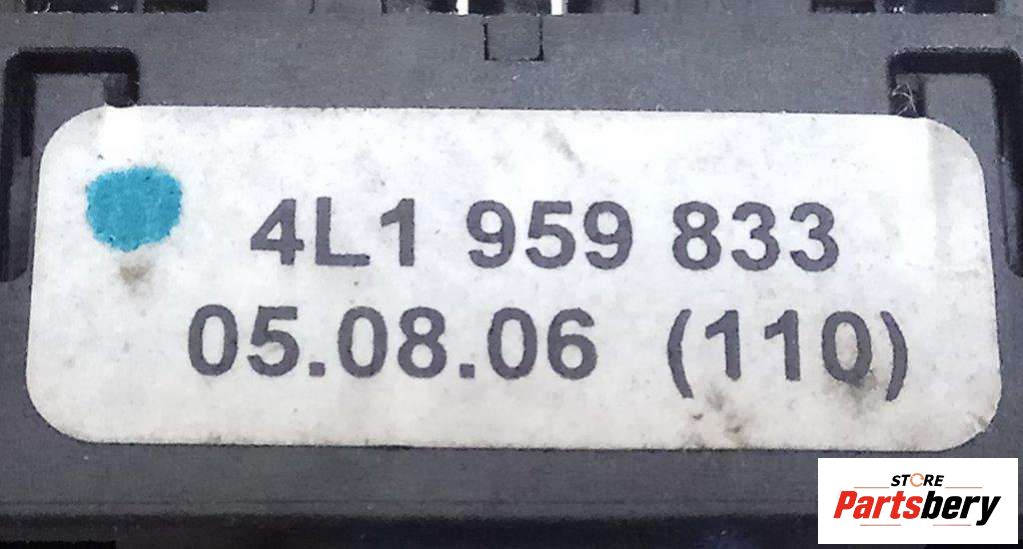 4L1 959 833
05.08.06 (110)
STORE
Partsbery